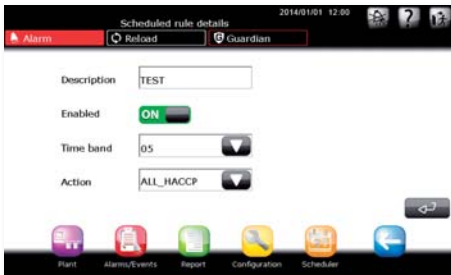 2014/01/01 12:00
Scheduled rule details
Alarm Reload Guardian
Description TEST
Enabled ON
Time band 05
Action ALL_HACCP
Plant Alarms/Events Report Configuration Scheduler